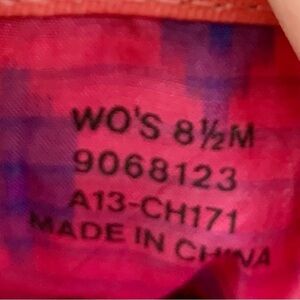 WO'S 8½M
9068123
A13-CH171
MADE IN CHINA